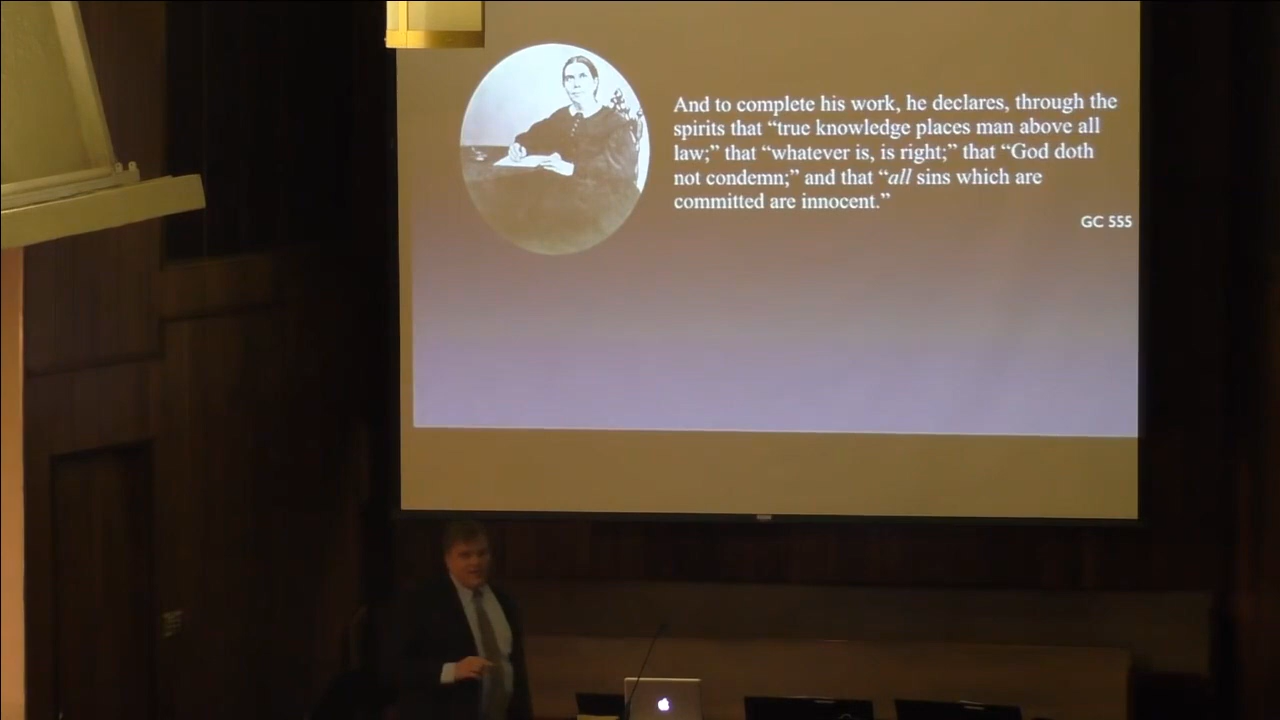 And to complete his work, he declares, through the
spirits that “true knowledge places man above all
law;” that “whatever is, is right;” that “God doth
not condemn;” and that “all sins which are
committed are innocent.”
GC 555